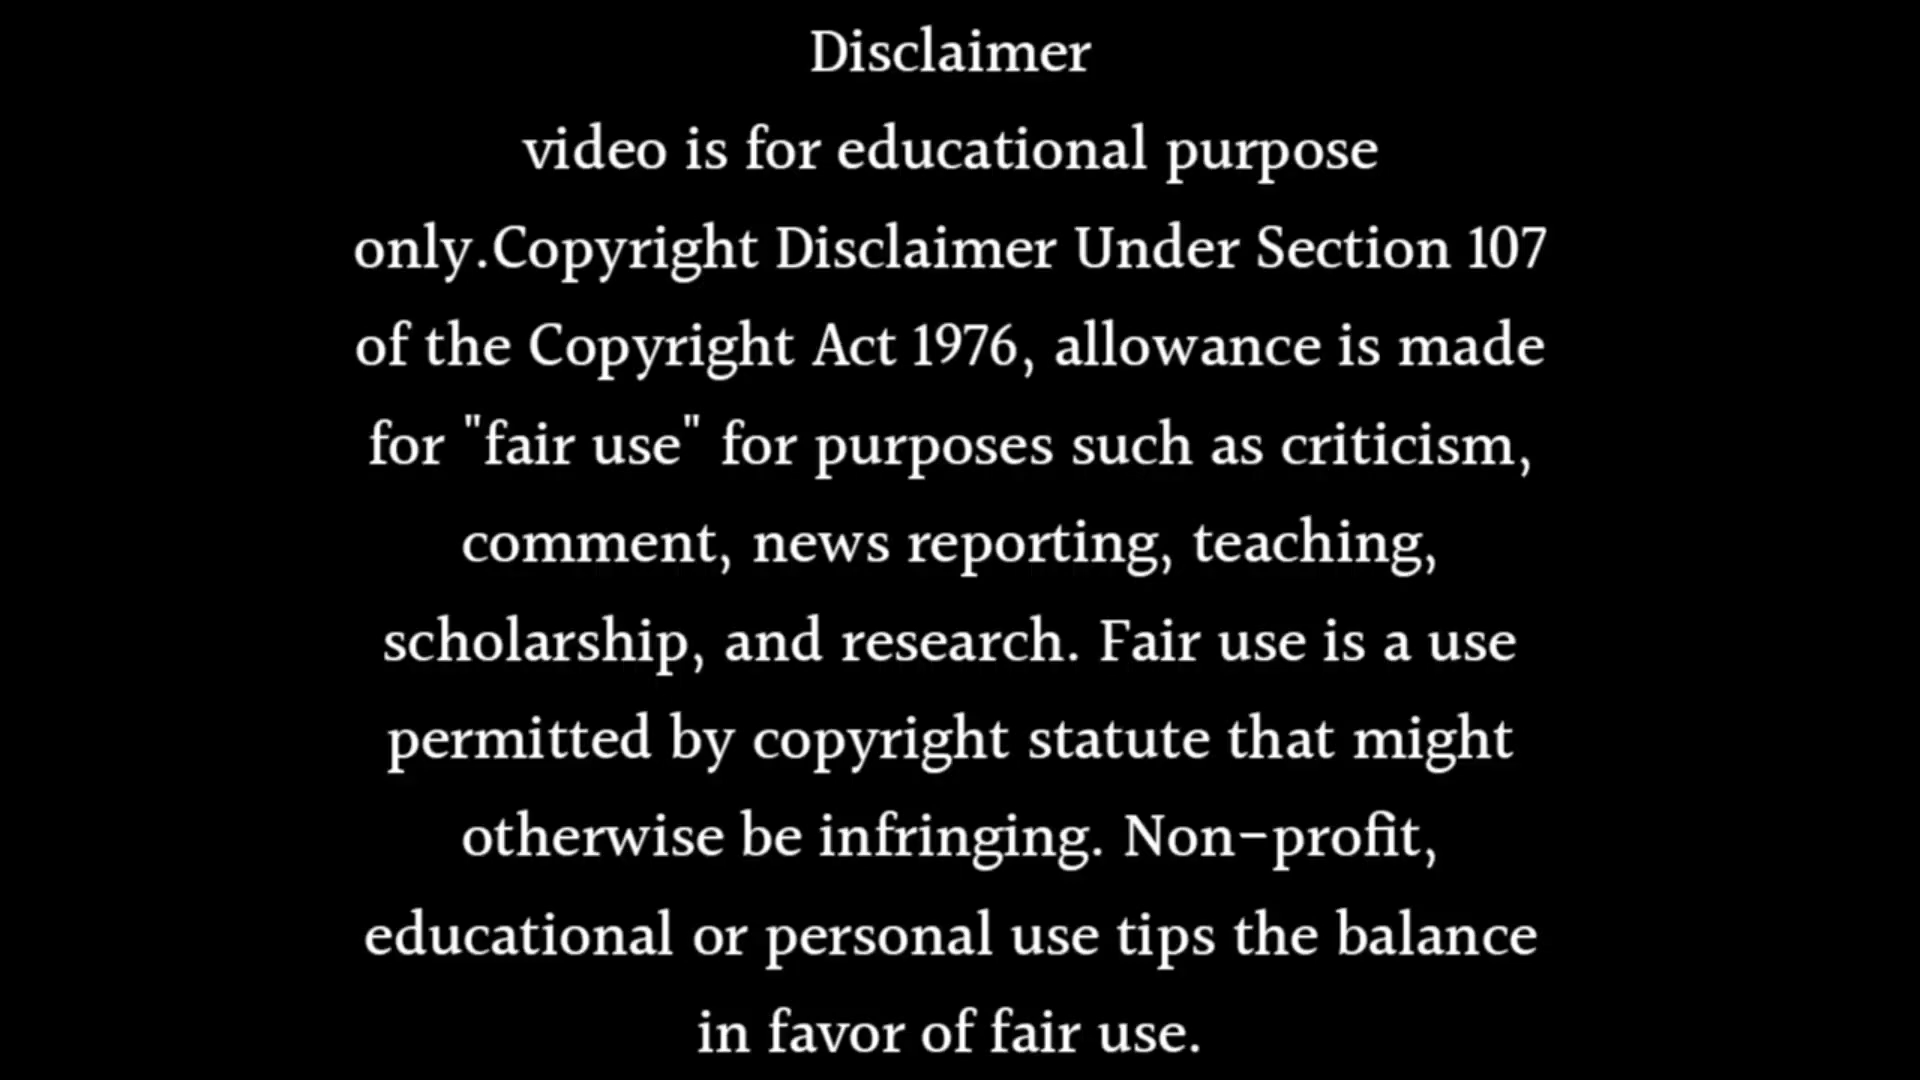 Disclaimer
video is for educational purpose
only.Copyright Disclaimer Under Section 107
of the Copyright Act 1976, allowance is made
for "fair use" for purposes such as criticism,
comment, news reporting, teaching,
scholarship, and research. Fair use is a use
permitted by copyright statute that might
otherwise be infringing. Non-profit,
educational or personal use tips the balance
in favor of fair use.